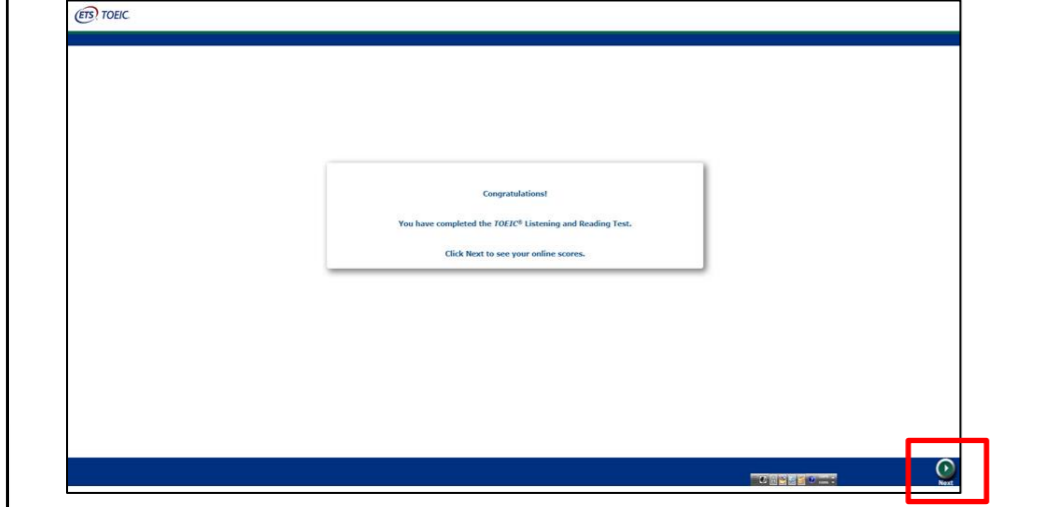 ETS TOEIC
Congratulations!
You have completed the TOEIC® Listening and Reading Test.
Click Next to see your online scores.
Next